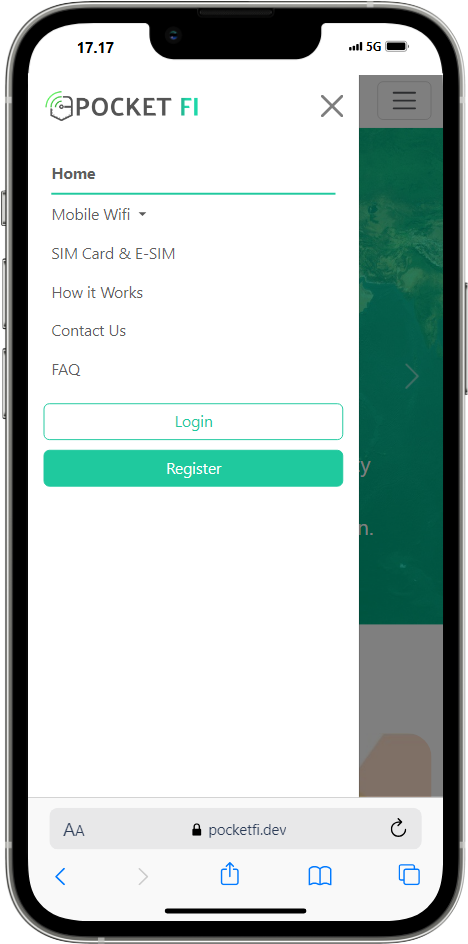 17.17
5G
POCKET FI
Home
Mobile Wifi
SIM Card & E-SIM
How it Works
Contact Us
FAQ
Login
Register
y
n.
AA
pocketfi.dev